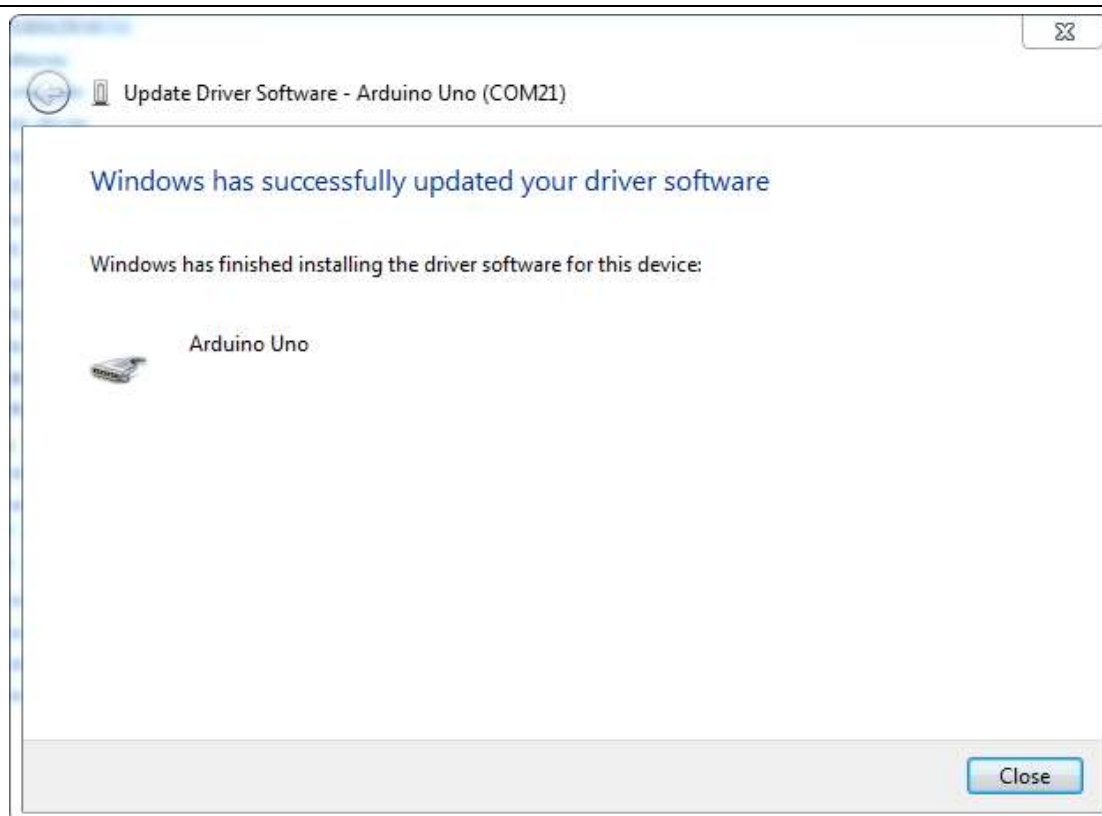 Update Driver Software - Arduino Uno (COM21)
Windows has successfully updated your driver software
Windows has finished installing the driver software for this device:
Arduino Uno
Close